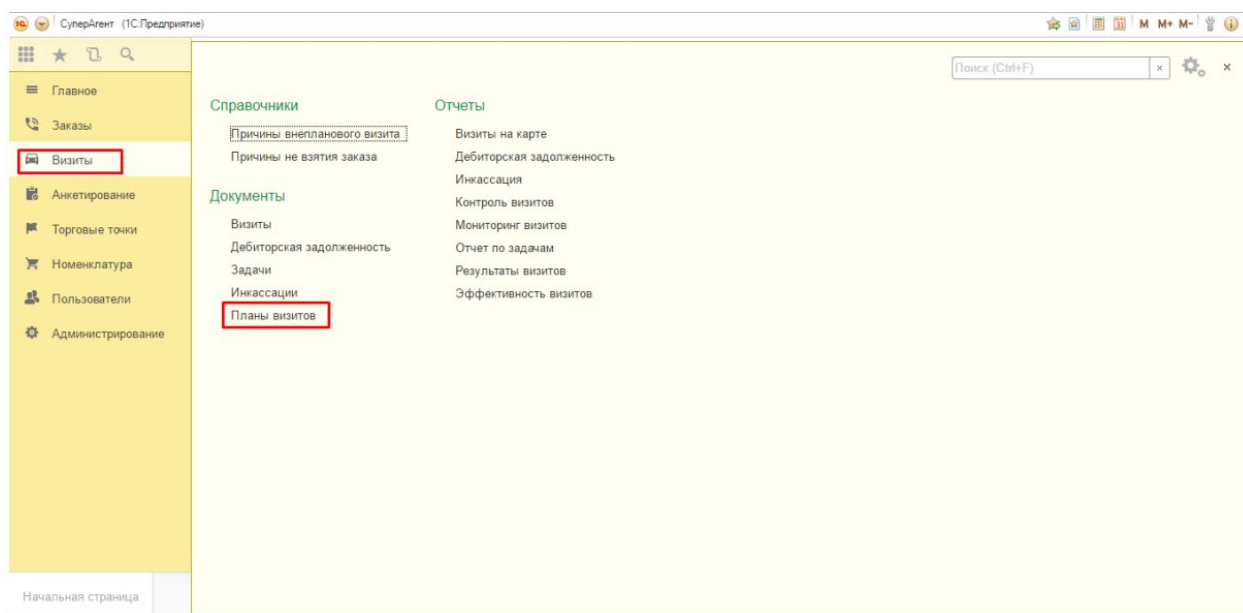 СуперАгент (1С:Предприятие)
M M+ M-
Поиск (Ctrl+F)
Главное
Заказы
Визиты
Анкетирование
Торговые точки
Номенклатура
Пользователи
Администрирование
Справочники
Причины внепланового визита
Причины не взятия заказа
Документы
Визиты
Дебиторская задолженность
Задачи
Инкассации
Планы визитов
Отчеты
Визиты на карте
Дебиторская задолженность
Инкассация
Контроль визитов
Мониторинг визитов
Отчет по задачам
Результаты визитов
Эффективность визитов
Начальная страница